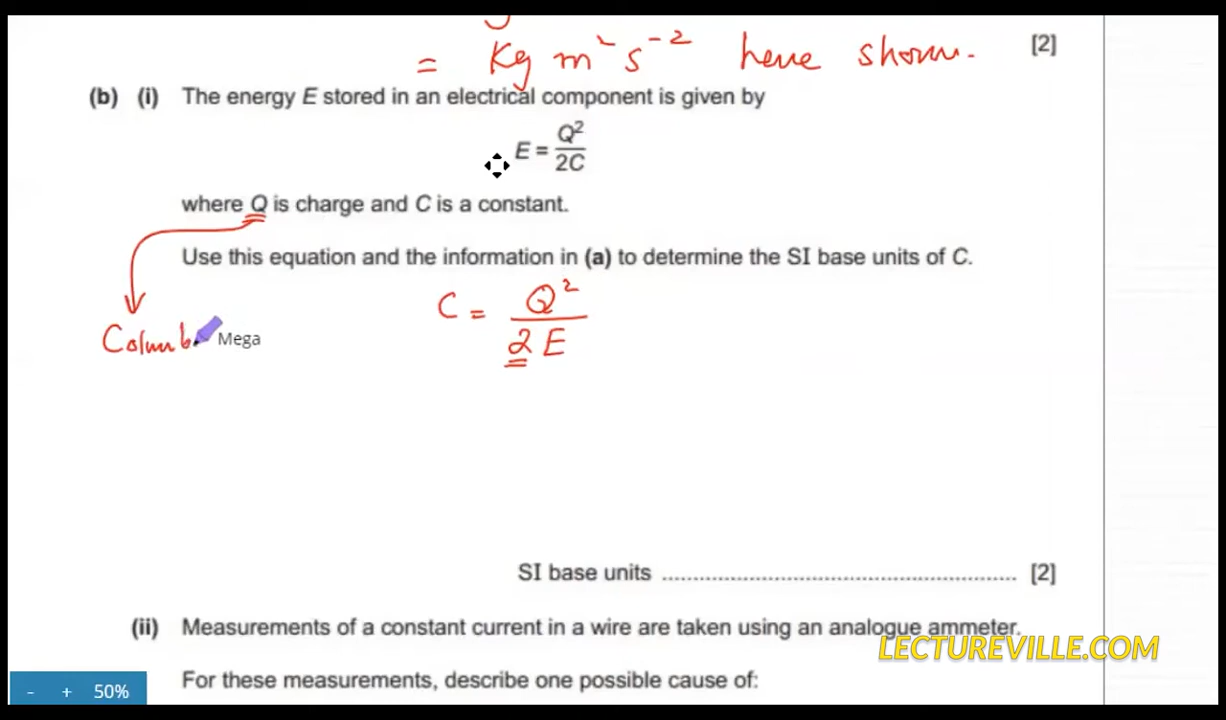 = Kg m² s⁻² hence shown. [2]
(b) (i) The energy E stored in an electrical component is given by
E = Q²/2C
where Q is charge and C is a constant.
Use this equation and the information in (a) to determine the SI base units of C.
C = Q²/2E
Columb
Mega
SI base units ........................................................ [2]
(ii) Measurements of a constant current in a wire are taken using an analogue ammeter.
LECTUREVILLE.COM
For these measurements, describe one possible cause of:
- + 50%